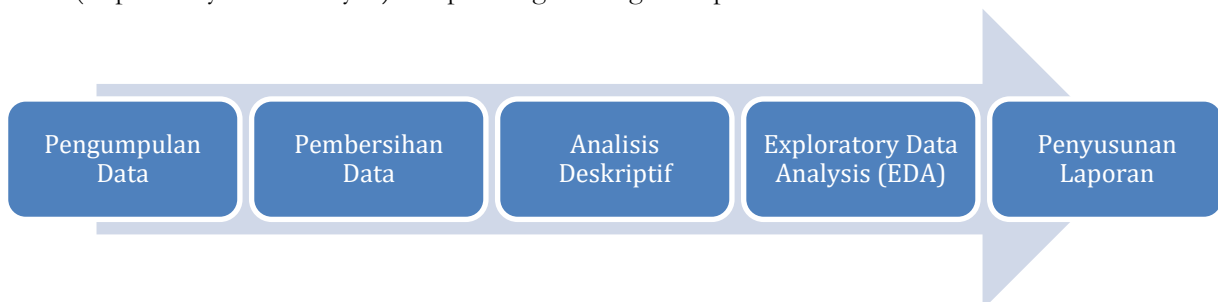 Pengumpulan
Data
Pembersihan
Data
Analisis
Deskriptif
Exploratory Data
Analysis (EDA)
Penyusunan
Laporan